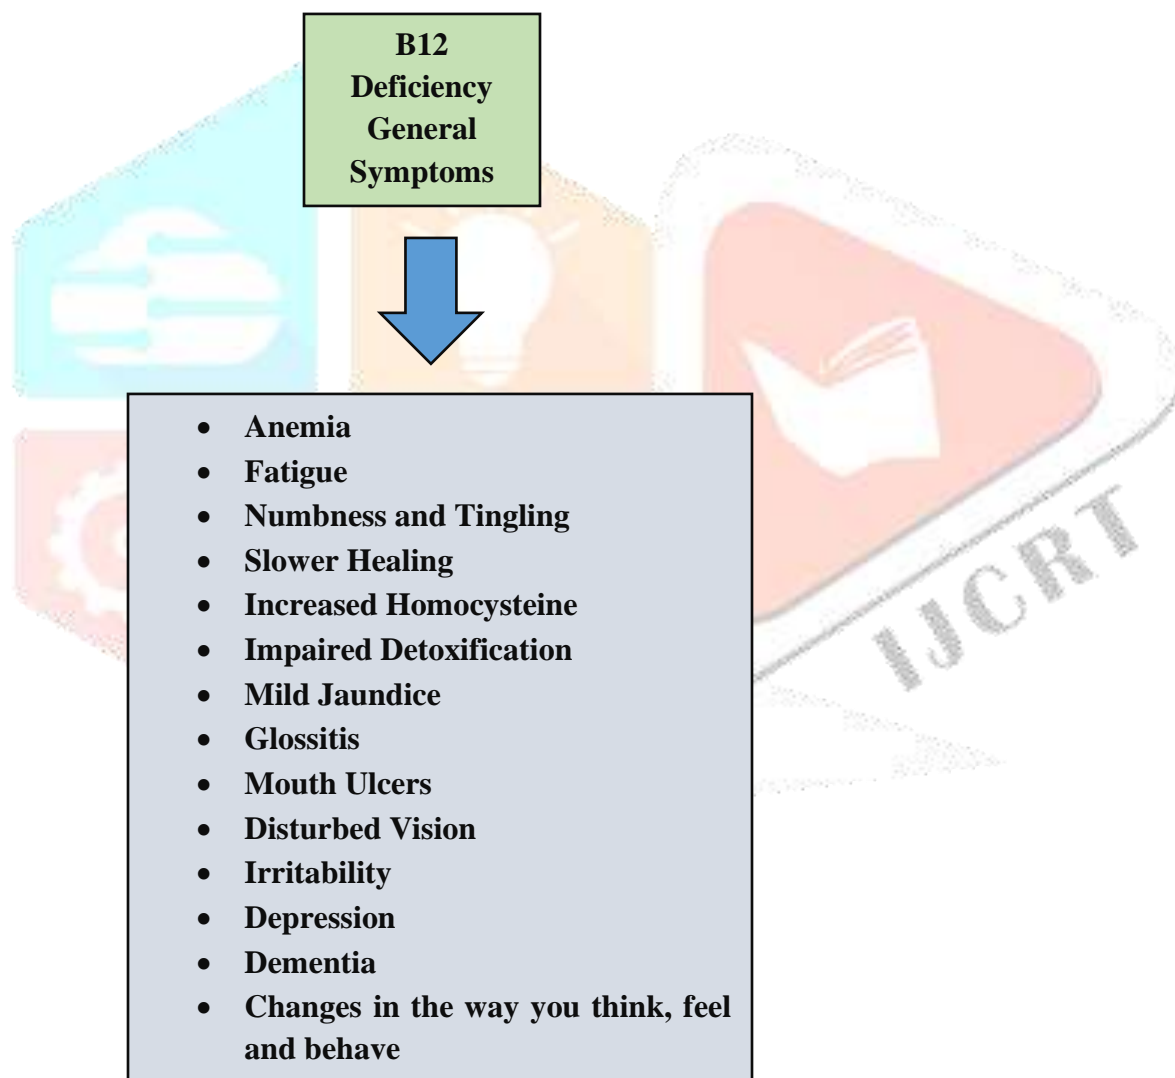 B12
Deficiency
General
Symptoms
• Anemia
• Fatigue
• Numbness and Tingling
• Slower Healing
• Increased Homocysteine
• Impaired Detoxification
• Mild Jaundice
• Glossitis
• Mouth Ulcers
• Disturbed Vision
• Irritability
• Depression
• Dementia
• Changes in the way you think, feel
and behave
IJCRT